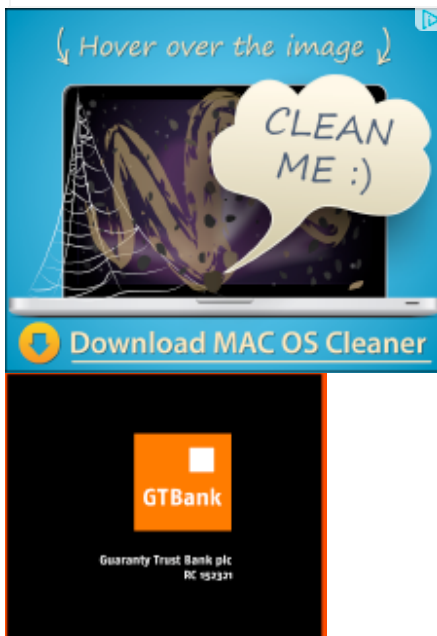 Hover over the image
CLEAN
ME :)
Download MAC OS Cleaner
GTBank
Guaranty Trust Bank plc
RC 152321